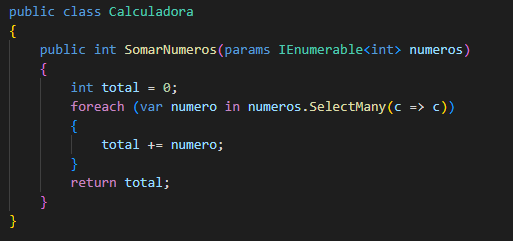 public class Calculadora
{
    public int SomarNumeros(params IEnumerable<int> numeros)
    {
        int total = 0;
        foreach (var numero in numeros.SelectMany(c => c))
        {
            total += numero;
        }
        return total;
    }
}